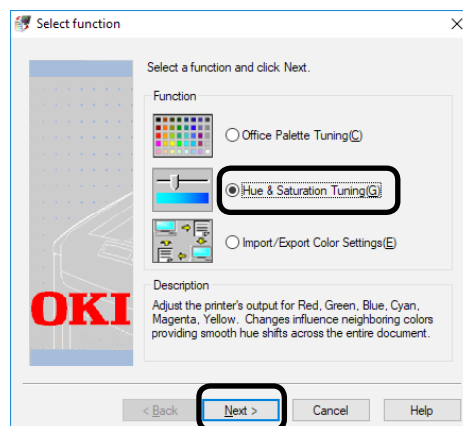 Select function
Select a function and click Next.
Function
Office Palette Tuning(C)
Hue & Saturation Tuning(G)
Import/Export Color Settings(E)
Description
Adjust the printer's output for Red, Green, Blue, Cyan,
Magenta, Yellow. Changes influence neighboring colors
providing smooth hue shifts across the entire document.
OKI
< Back
Next >
Cancel
Help